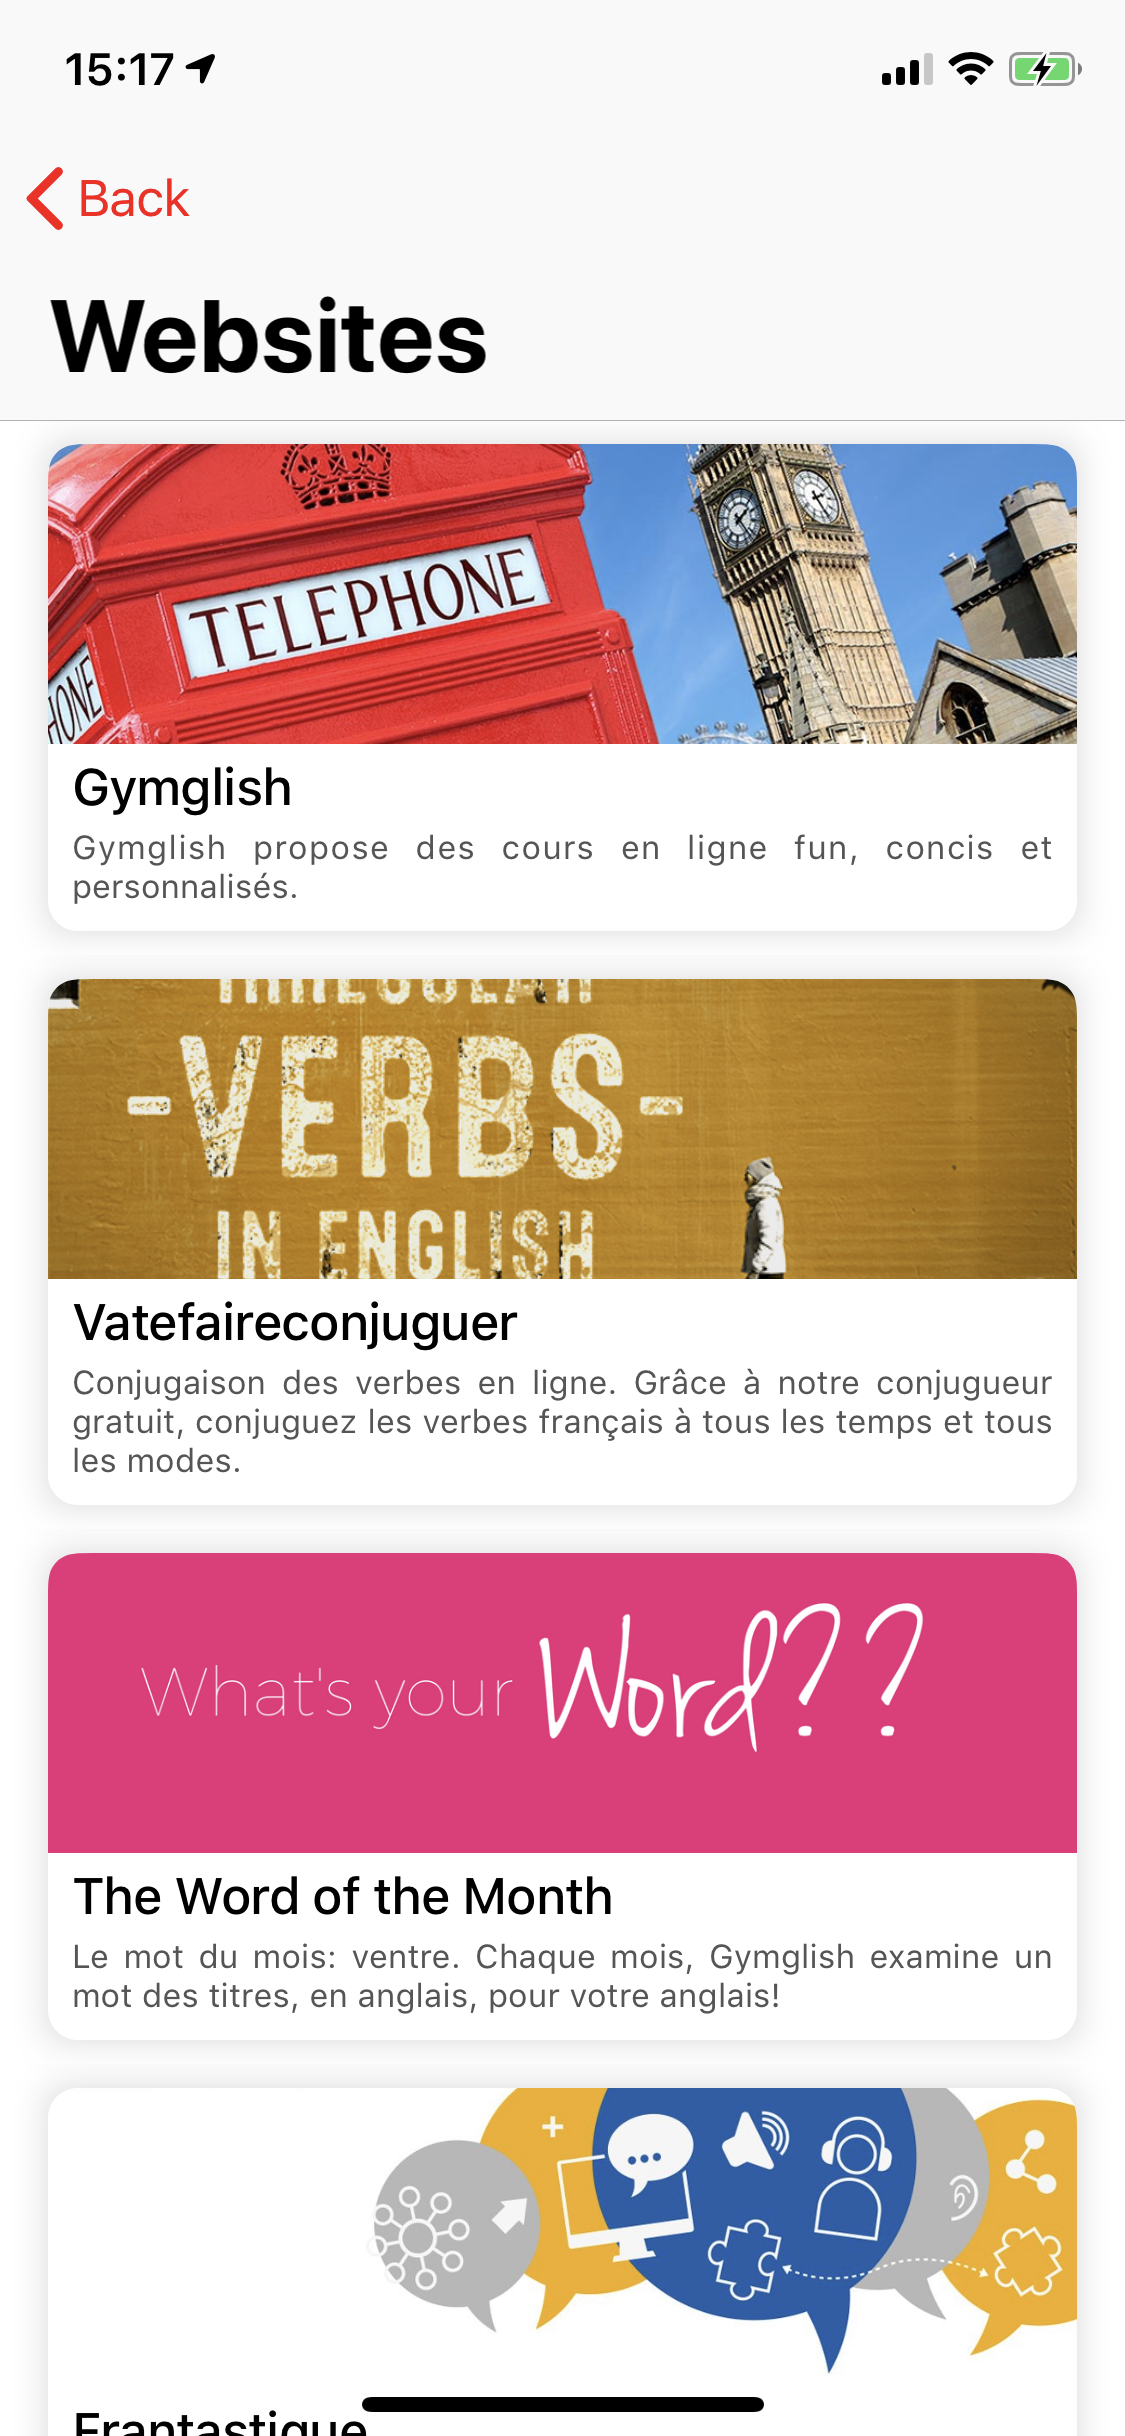 15:17
Back
Websites
TELEPHONE
HONE
Gymglish
Gymglish propose des cours en ligne fun, concis et
personnalisés.
IRREGULAR
-VERBS-
IN ENGLISH
Vatefaireconjuguer
Conjugaison des verbes en ligne. Grâce à notre conjugueur
gratuit, conjuguez les verbes français à tous les temps et tous
les modes.
What's your Word??
The Word of the Month
Le mot du mois: ventre. Chaque mois, Gymglish examine un
mot des titres, en anglais, pour votre anglais!
Frantastique